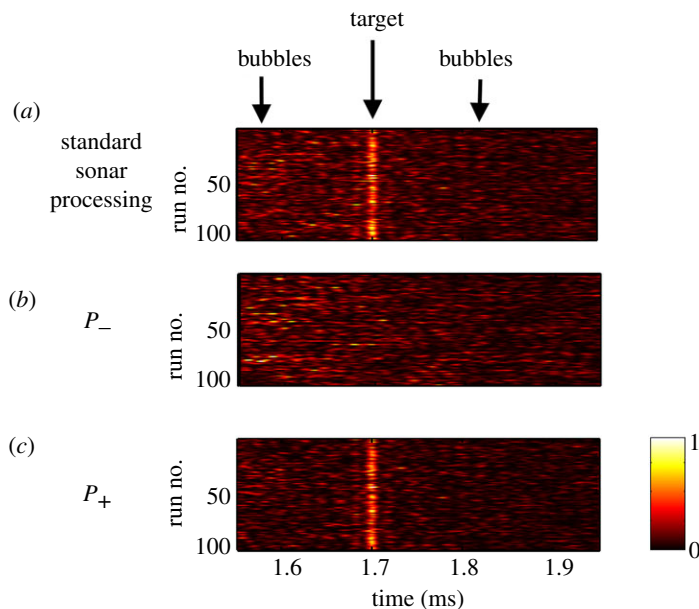 target
bubbles
bubbles
(a)
standard
sonar
processing
run no.
50
100
(b)
P−
run no.
50
100
(c)
P+
run no.
50
100
1
0
1.6
1.7
1.8
1.9
time (ms)